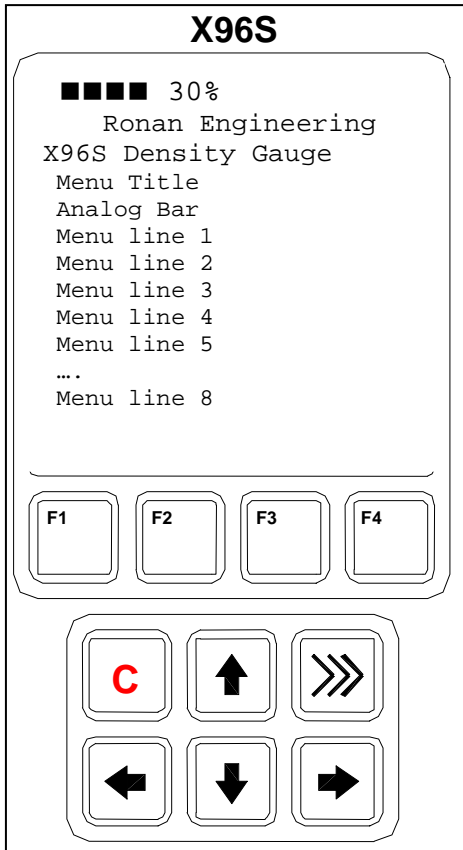 X96S
■■■■ 30%
Ronan Engineering
X96S Density Gauge
Menu Title
Analog Bar
Menu line 1
Menu line 2
Menu line 3
Menu line 4
Menu line 5
….
Menu line 8
F1 F2 F3 F4
C